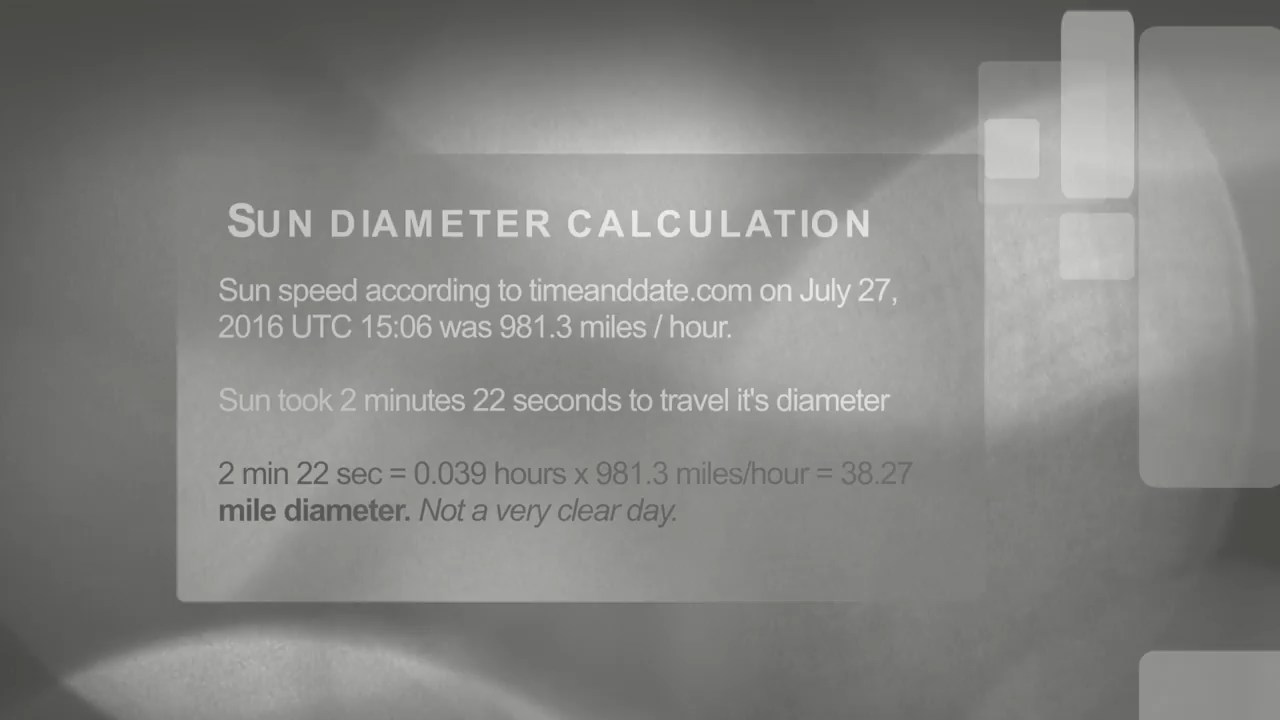 SUN DIAMETER CALCULATION
Sun speed according to timeanddate.com on July 27,
2016 UTC 15:06 was 981.3 miles / hour.
Sun took 2 minutes 22 seconds to travel it's diameter
2 min 22 sec = 0.039 hours x 981.3 miles/hour = 38.27
mile diameter. Not a very clear day.